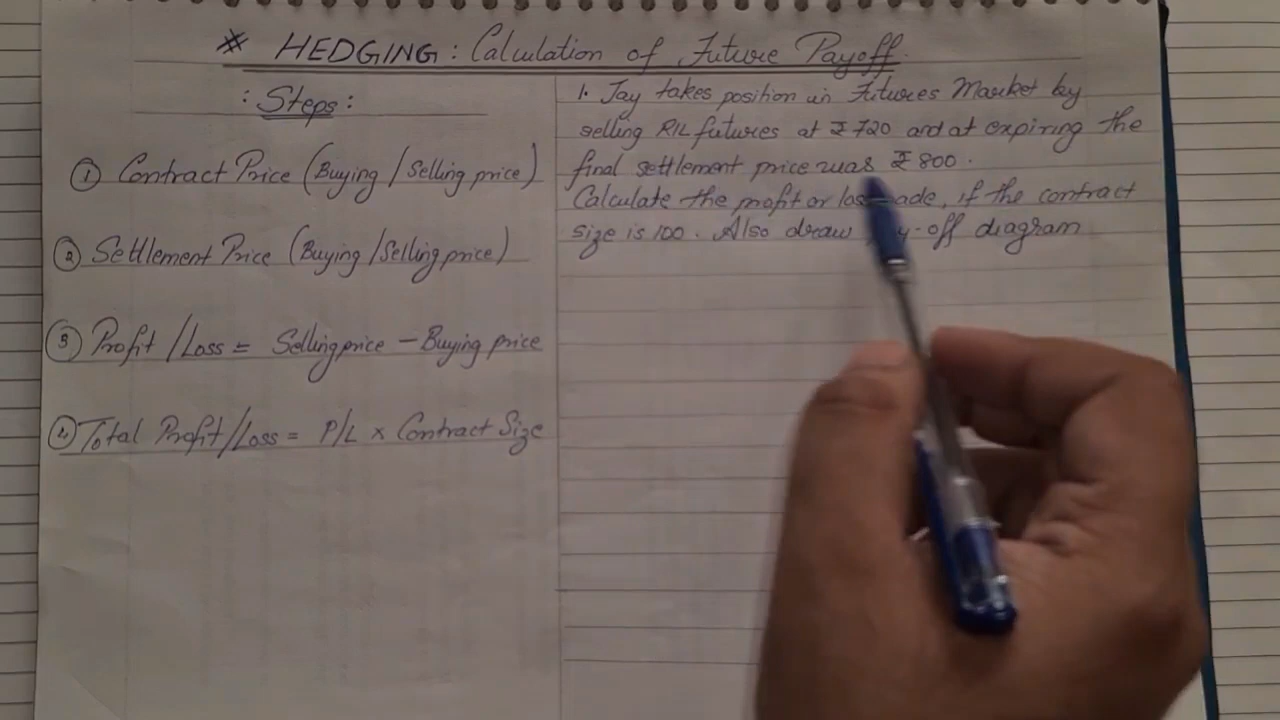 * HEDGING: Calculation of Future Payoff.
: Steps :
① Contract Price (Buying / Selling price)
② Settlement Price (Buying / Selling price)
③ Profit / Loss = Selling price - Buying price
④ Total Profit / Loss = P/L x Contract Size
1. Jay takes position in Futures Market by
selling RIL futures at ₹ 720 and at expiring the
final settlement price was ₹ 800.
Calculate the profit or ade, if the contract
size is 100. Also draw y-off diagram